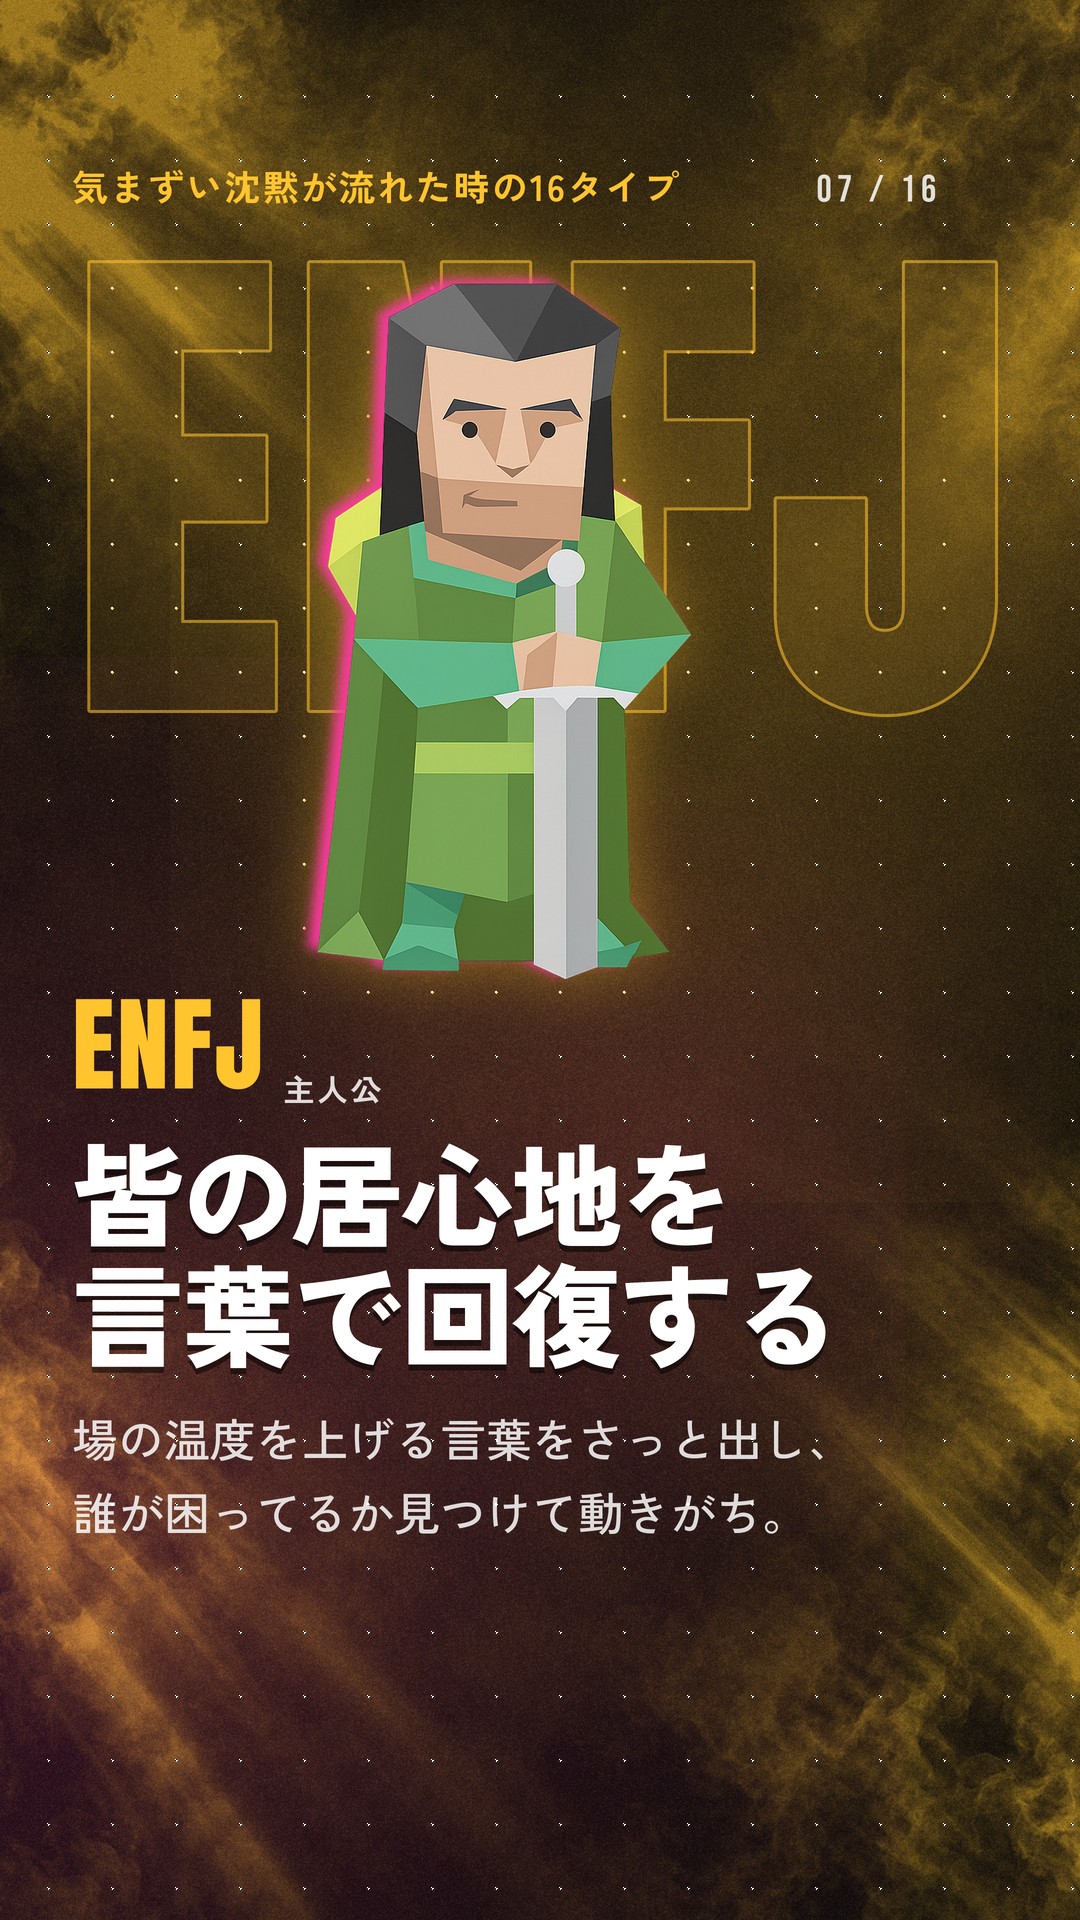 気まずい沈黙が流れた時の16タイプ
07 / 16
ENFJ
ENFJ
主人公
皆の居心地を
言葉で回復する
場の温度を上げる言葉をさっと出し、
誰が困ってるか見つけて動きがち。